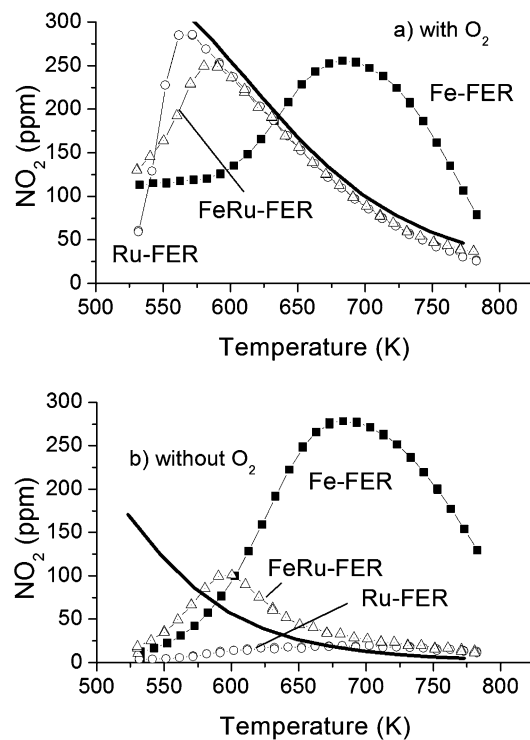 300
a) with O2
250
Fe-FER
200
150
100
FeRu-FER
50
Ru-FER
0
500 550 600 650 700 750 800
NO2 (ppm)
Temperature (K)
300
250
b) without O2
Fe-FER
200
150
FeRu-FER
100
Ru-FER
50
0
500 550 600 650 700 750 800
NO2 (ppm)
Temperature (K)